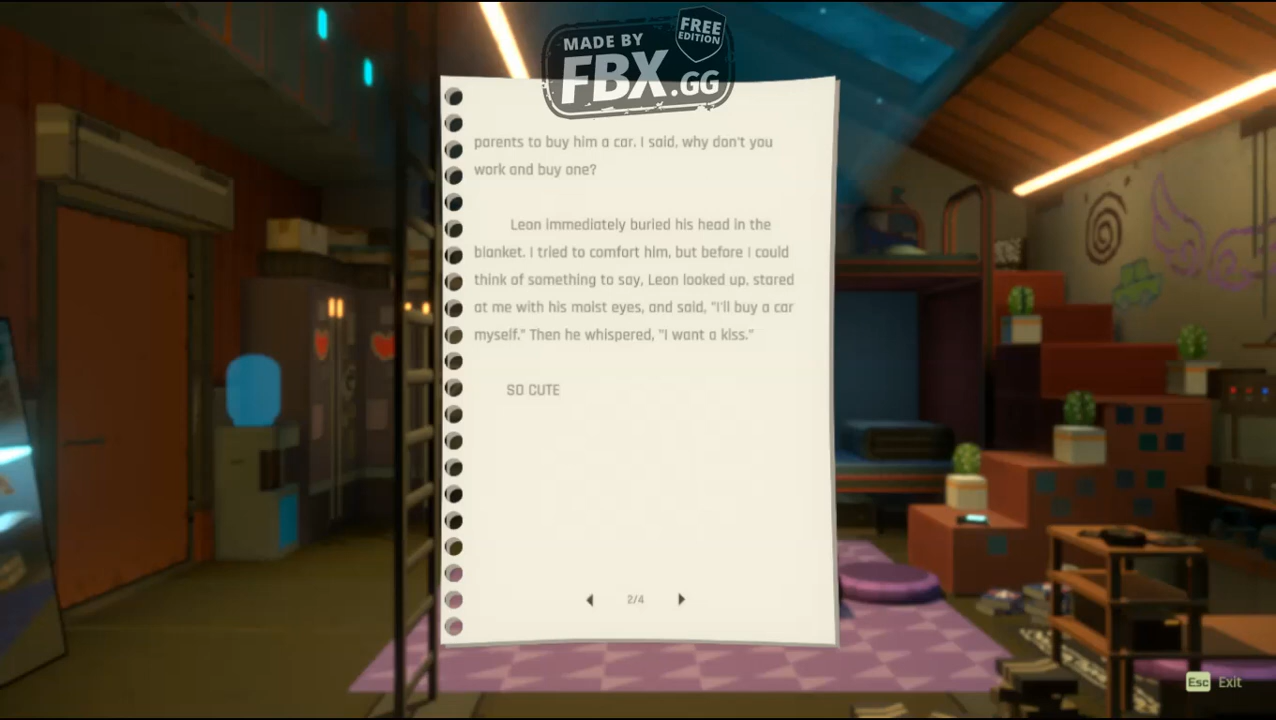 MADE BY
FREE
EDITION
FBX.GG
parents to buy him a car. I said, why don't you
work and buy one?
Leon immediately buried his head in the
blanket. I tried to comfort him, but before I could
think of something to say, Leon looked up, stared
at me with his moist eyes, and said, "I'll buy a car
myself." Then he whispered, "I want a kiss."
SO CUTE
2/4
Esc Exit